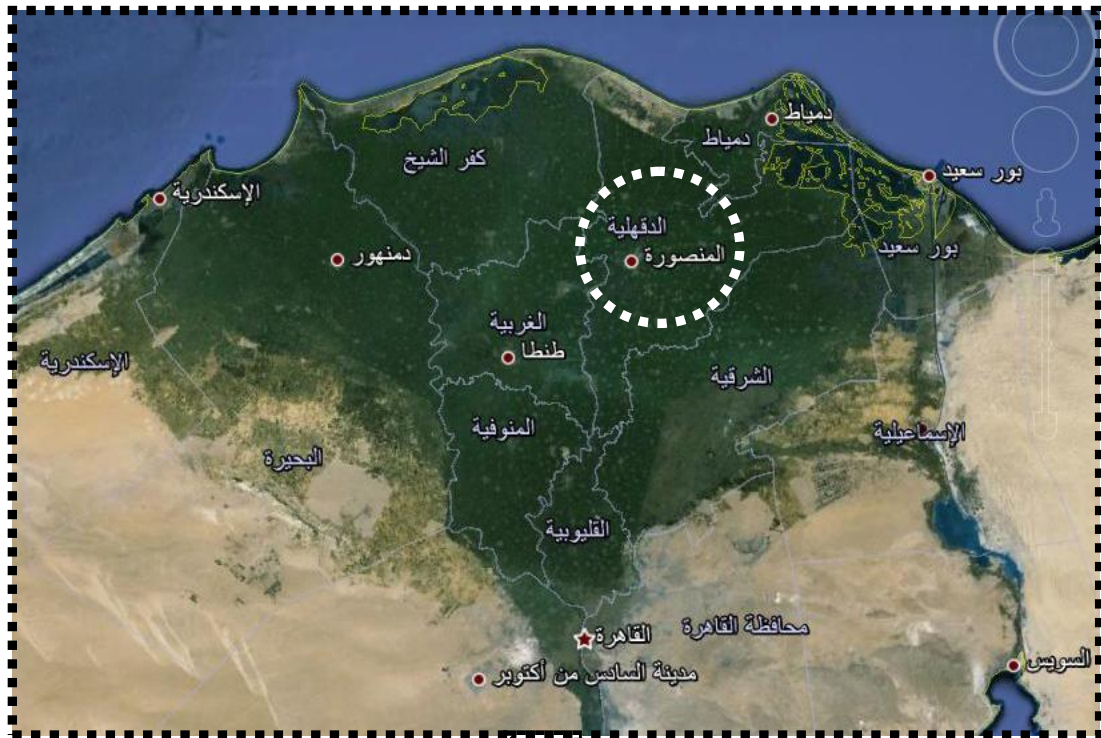 دمياط
دمياط
كفر الشيخ
بور سعيد
الإسكندرية
الدقهلية
بور سعيد
المنصورة
دمنهور
الغربية
طنطا
الإسكندرية
الشرقية
المنوفية
الإسماعيلية
البحيرة
القليوبية
القاهرة
محافظة القاهرة
السويس
مدينة السادس من أكتوبر